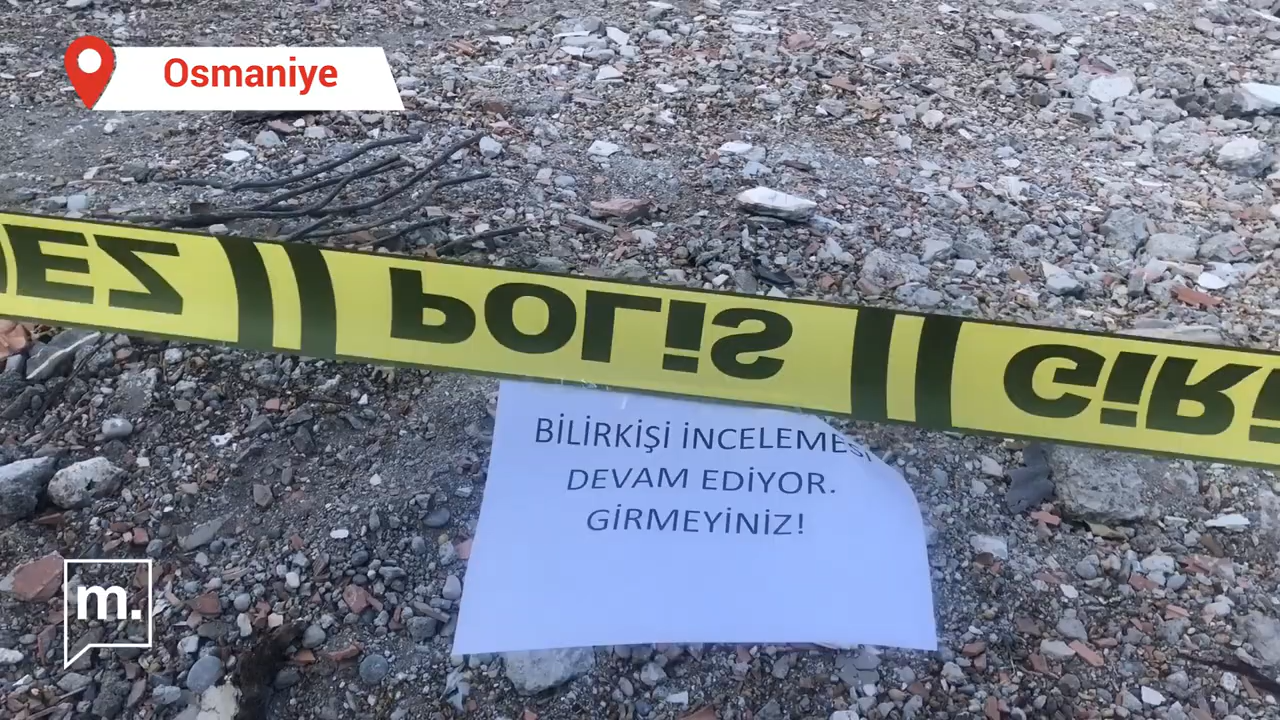 Osmaniye
POLİS
BİLİRKİŞİ İNCELEMESİ
DEVAM EDİYOR.
GİRMEYİNİZ!
m.